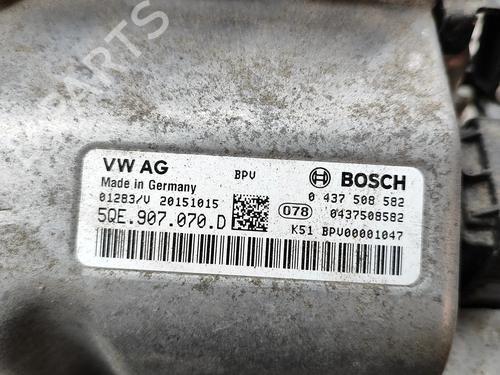 PARTS
VW AG
Made in Germany
BPV
BOSCH
01283/V 20151015
0 437 508 582
5QE.907.070.D
078
0437508582
K51 BPV00001047